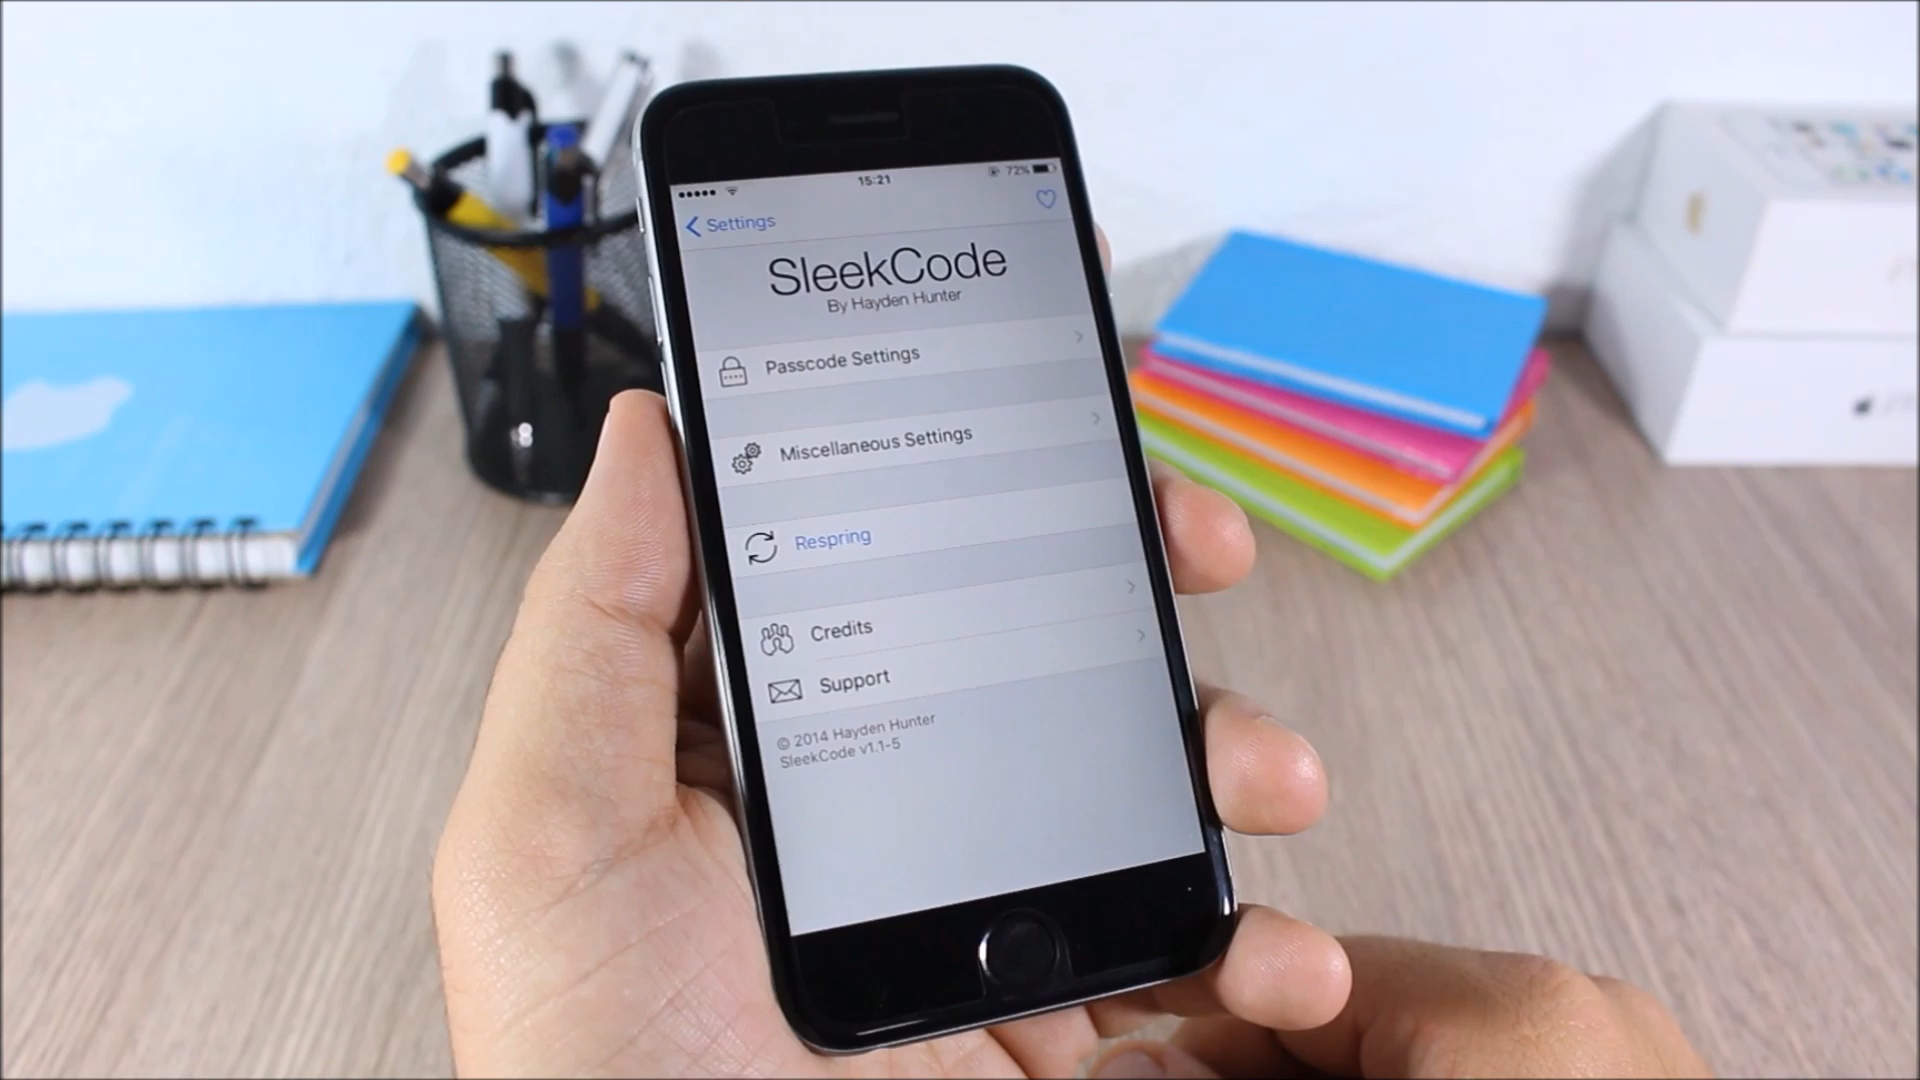 15:21
72%
Settings
SleekCode
By Hayden Hunter
Passcode Settings
Miscellaneous Settings
Respring
Credits
Support
© 2014 Hayden Hunter
SleekCode v1.1-5